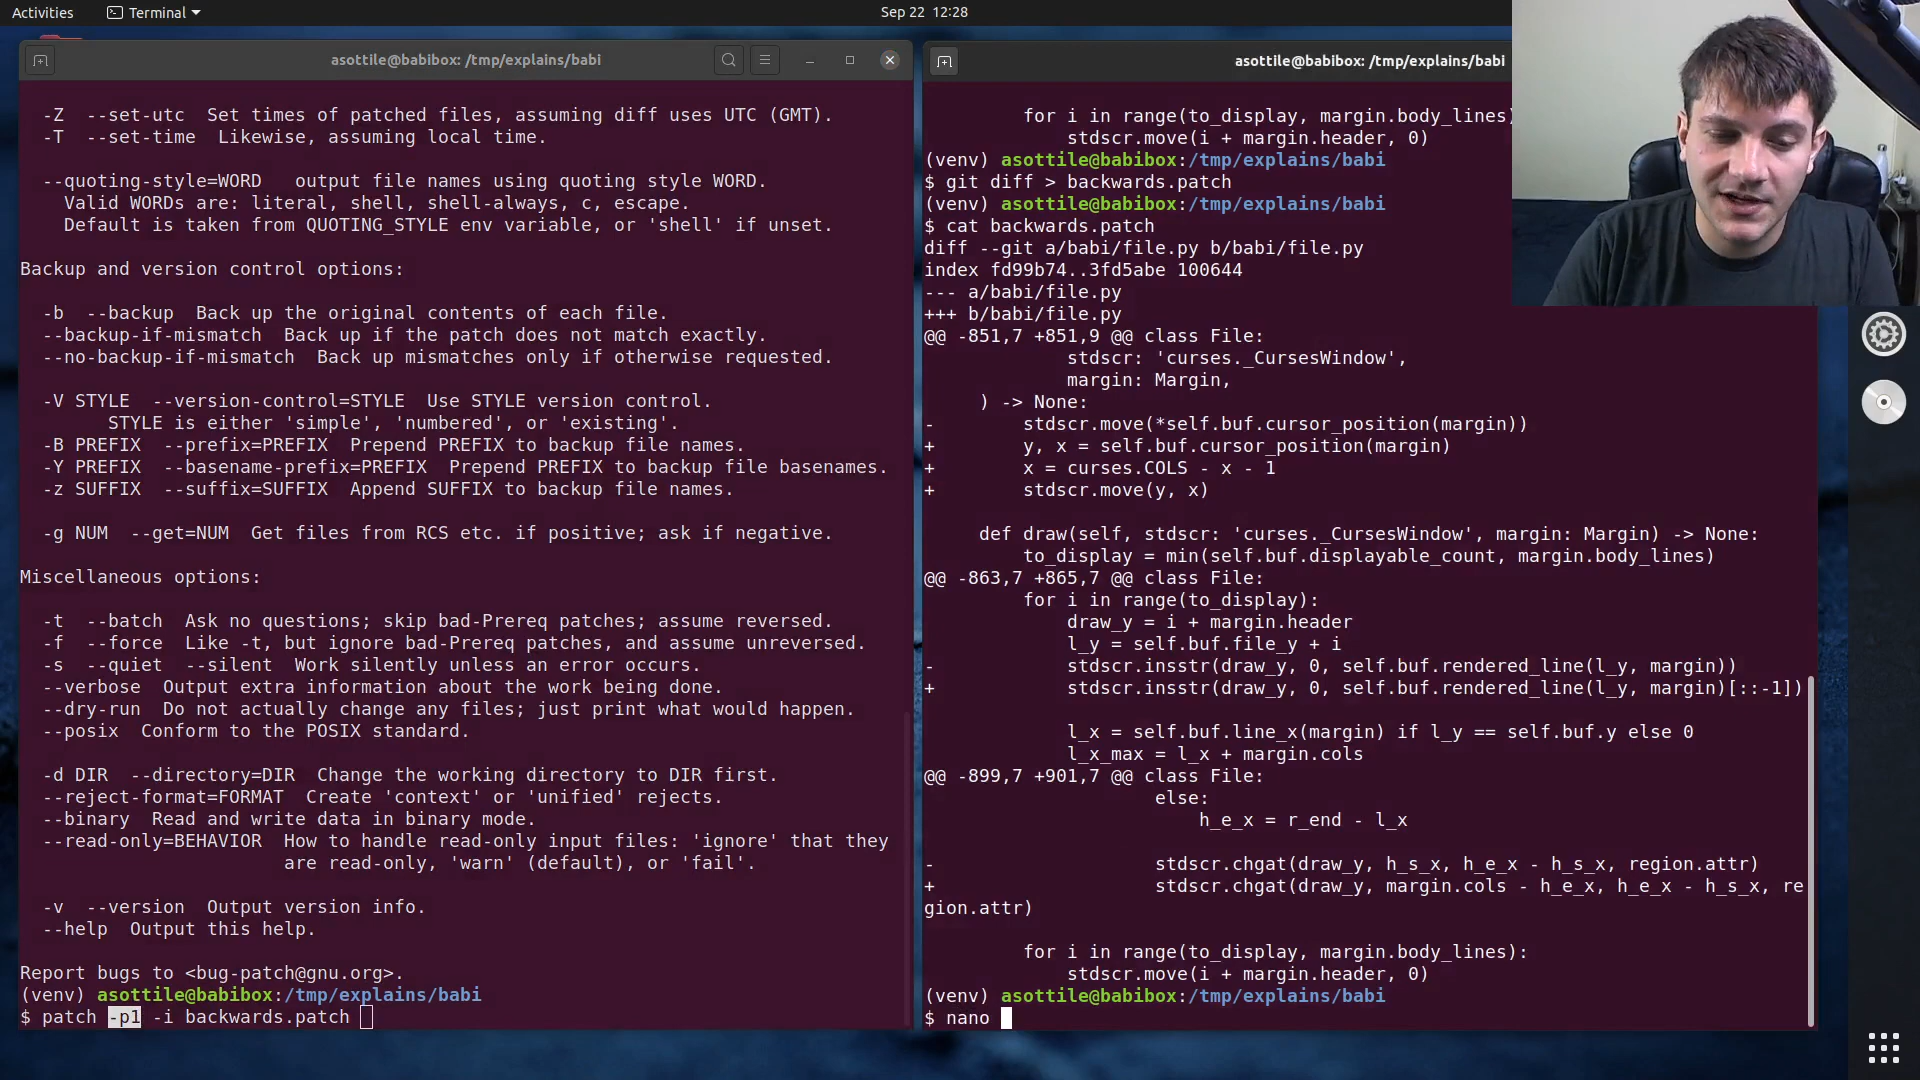 Activities
Terminal
Sep 22 12:28
asottile@babibox: /tmp/explains/babi
-Z --set-utc Set times of patched files, assuming diff uses UTC (GMT).
-T --set-time Likewise, assuming local time.
--quoting-style=WORD output file names using quoting style WORD.
Valid WORDs are: literal, shell, shell-always, c, escape.
Default is taken from QUOTING_STYLE env variable, or 'shell' if unset.
Backup and version control options:
-b --backup Back up the original contents of each file.
--backup-if-mismatch Back up if the patch does not match exactly.
--no-backup-if-mismatch Back up mismatches only if otherwise requested.
-V STYLE --version-control=STYLE Use STYLE version control.
STYLE is either 'simple', 'numbered', or 'existing'.
-B PREFIX --prefix=PREFIX Prepend PREFIX to backup file names.
-Y PREFIX --basename-prefix=PREFIX Prepend PREFIX to backup file basenames.
-z SUFFIX --suffix=SUFFIX Append SUFFIX to backup file names.
-g NUM --get=NUM Get files from RCS etc. if positive; ask if negative.
Miscellaneous options:
-t --batch Ask no questions; skip bad-Prereq patches; assume reversed.
-f --force Like -t, but ignore bad-Prereq patches, and assume unreversed.
-s --quiet --silent Work silently unless an error occurs.
--verbose Output extra information about the work being done.
--dry-run Do not actually change any files; just print what would happen.
--posix Conform to the POSIX standard.
-d DIR --directory=DIR Change the working directory to DIR first.
--reject-format=FORMAT Create 'context' or 'unified' rejects.
--binary Read and write data in binary mode.
--read-only=BEHAVIOR How to handle read-only input files: 'ignore' that they
are read-only, 'warn' (default), or 'fail'.
-v --version Output version info.
--help Output this help.
Report bugs to <bug-patch@gnu.org>.
(venv) asottile@babibox:/tmp/explains/babi
$ patch -p1 -i backwards.patch
asottile@babibox: /tmp/explains/babi
for i in range(to_display, margin.body_lines)
stdscr.move(i + margin.header, 0)
(venv) asottile@babibox:/tmp/explains/babi
$ git diff > backwards.patch
(venv) asottile@babibox:/tmp/explains/babi
$ cat backwards.patch
diff --git a/babi/file.py b/babi/file.py
index fd99b74..3fd5abe 100644
--- a/babi/file.py
+++ b/babi/file.py
@@ -851,7 +851,9 @@ class File:
stdscr: 'curses._CursesWindow',
margin: Margin,
) -> None:
- stdscr.move(*self.buf.cursor_position(margin))
+ y, x = self.buf.cursor_position(margin)
+ x = curses.COLS - x - 1
+ stdscr.move(y, x)
def draw(self, stdscr: 'curses._CursesWindow', margin: Margin) -> None:
to_display = min(self.buf.displayable_count, margin.body_lines)
@@ -863,7 +865,7 @@ class File:
for i in range(to_display):
draw_y = i + margin.header
l_y = self.buf.file_y + i
- stdscr.insstr(draw_y, 0, self.buf.rendered_line(l_y, margin))
+ stdscr.insstr(draw_y, 0, self.buf.rendered_line(l_y, margin)[::-1])
l_x = self.buf.line_x(margin) if l_y == self.buf.y else 0
l_x_max = l_x + margin.cols
@@ -899,7 +901,7 @@ class File:
else:
h_e_x = r_end - l_x
- stdscr.chgat(draw_y, h_s_x, h_e_x - h_s_x, region.attr)
+ stdscr.chgat(draw_y, margin.cols - h_e_x, h_e_x - h_s_x, re
gion.attr)
for i in range(to_display, margin.body_lines):
stdscr.move(i + margin.header, 0)
(venv) asottile@babibox:/tmp/explains/babi
$ nano